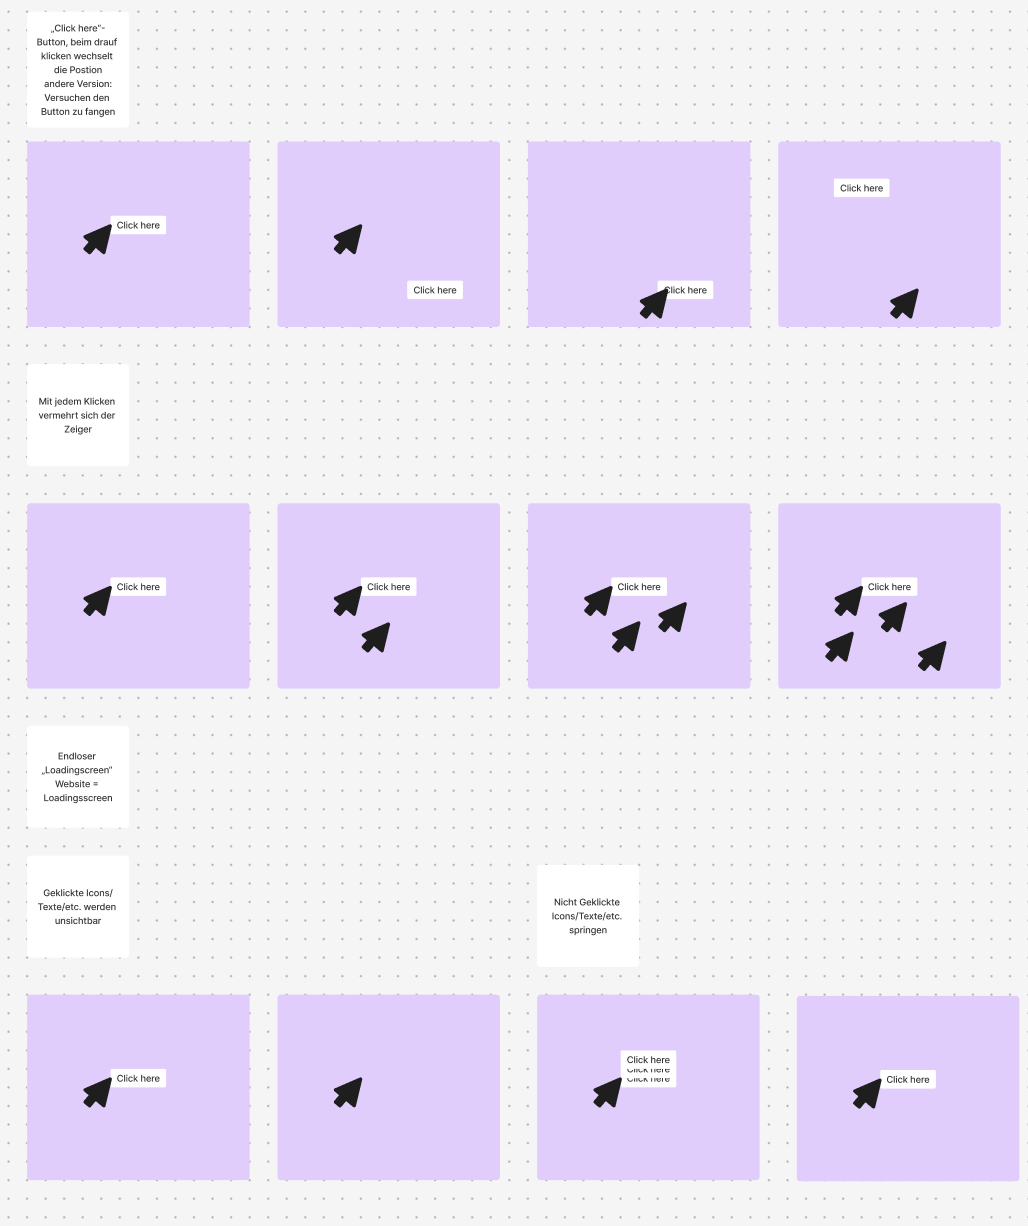 „Click here"-
Button, beim drauf
klicken wechselt
die Postion
andere Version:
Versuchen den
Button zu fangen
Click here
Click here
Click here
Click here
Mit jedem Klicken
vermehrt sich der
Zeiger
Click here
Click here
Click here
Click here
Endloser
„Loadingscreen"
Website =
Loadingsscreen
Geklickte Icons/
Texte/etc. werden
unsichtbar
Nicht Geklickte
Icons/Texte/etc.
springen
Click here
Click here
Click here
Click here
Click here